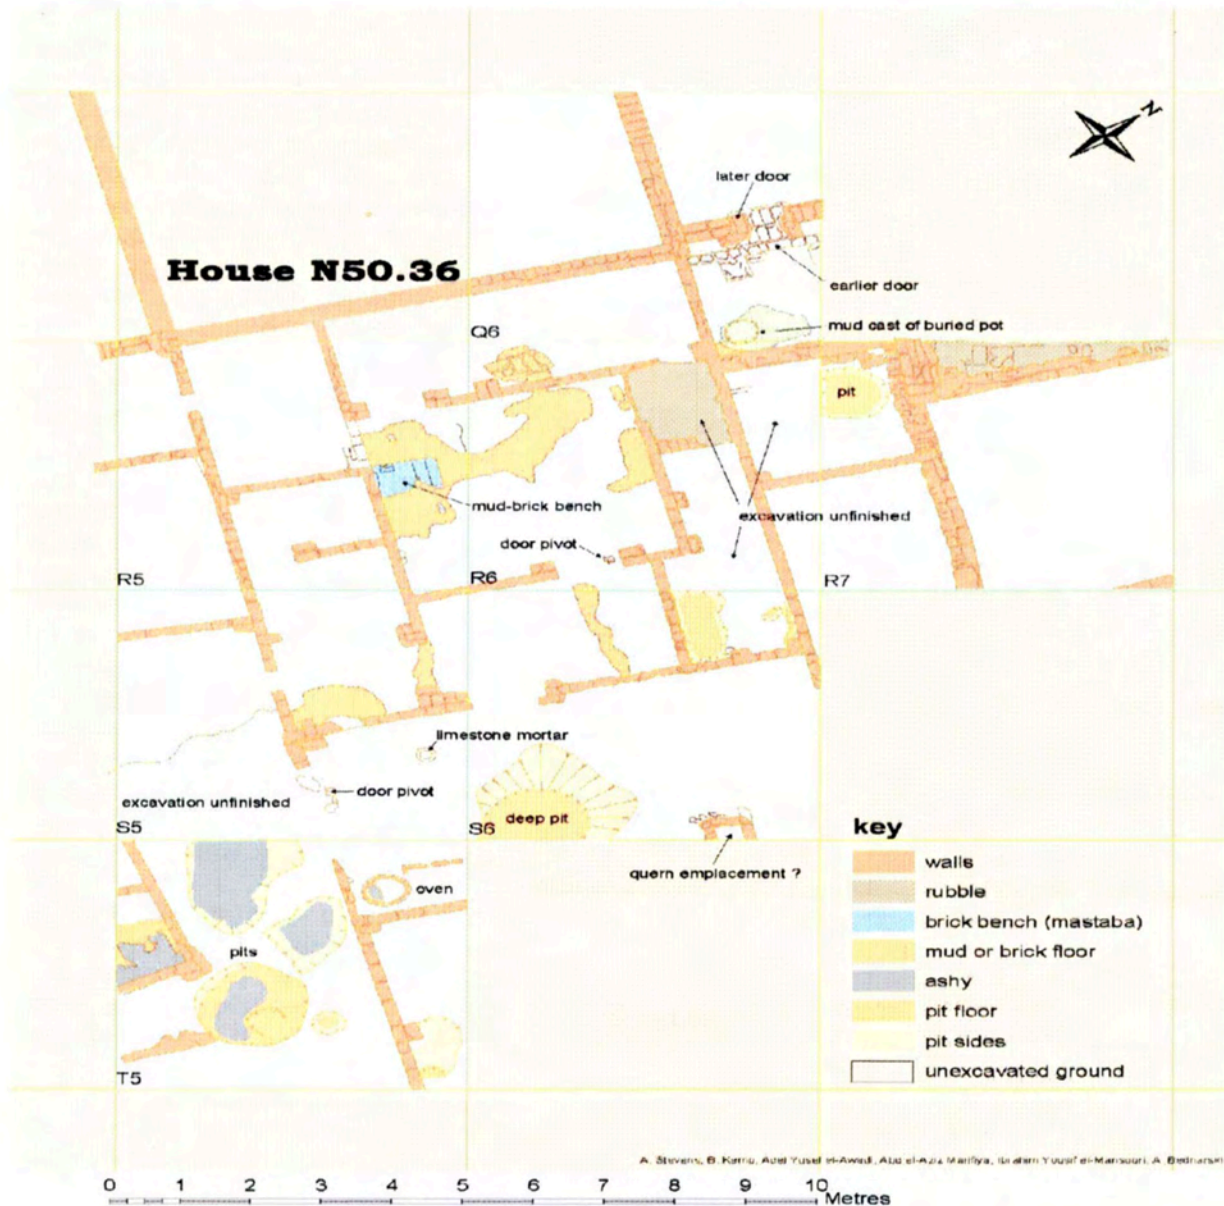 N
later door
House N50.36
earlier door
Q6
mud cast of buried pot
pit
mud-brick bench
excavation unfinished
door pivot
R5
R6
R7
limestone mortar
excavation unfinished
door pivot
deep pit
S5
S6
key
quern emplacement ?
walls
oven
rubble
brick bench (mastaba)
pits
mud or brick floor
ashy
pit floor
pit sides
T5
unexcavated ground
A. Stevens, B. Kemp,
0 1 2 3 4 5 6 7 8 9 10 Metres